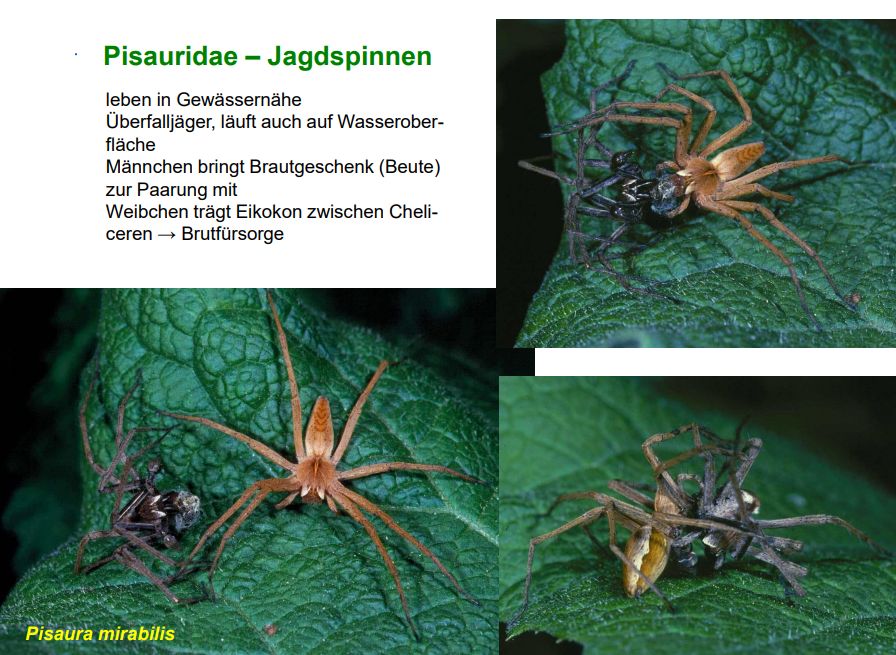 Pisauridae – Jagdspinnen
leben in Gewässernähe
Überfalljäger, läuft auch auf Wasserober-
fläche
Männchen bringt Brautgeschenk (Beute)
zur Paarung mit
Weibchen trägt Eikokon zwischen Cheli-
ceren → Brutfürsorge
Pisaura mirabilis